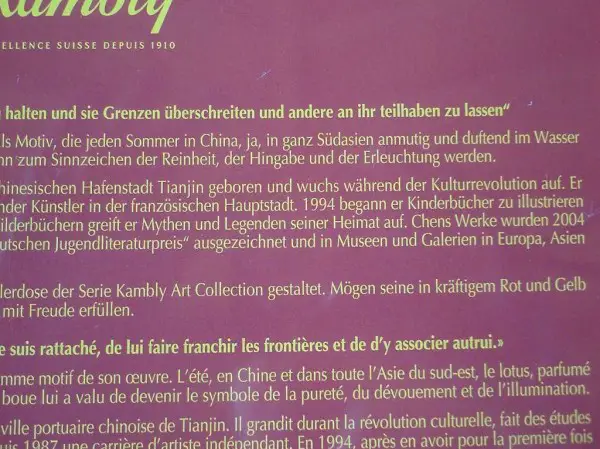 Kambly
ELLENCE SUISSE DEPUIS 1910
halten und sie Grenzen überschreiten und andere an ihr teilhaben zu lassen“
ls Motiv, die jeden Sommer in China, ja, in ganz Südasien anmutig und duftend im Wasser
nn zum Sinnzeichen der Reinheit, der Hingabe und der Erleuchtung werden.
hinesischen Hafenstadt Tianjin geboren und wuchs während der Kulturrevolution auf. Er
nder Künstler in der französischen Hauptstadt. 1994 begann er Kinderbücher zu illustrieren
ilderbüchern greift er Mythen und Legenden seiner Heimat auf. Chens Werke wurden 2004
eutschen Jugendliteraturpreis“ ausgezeichnet und in Museen und Galerien in Europa, Asien
lerdose der Serie Kambly Art Collection gestaltet. Mögen seine in kräftigem Rot und Gelb
mit Freude erfüllen.
e suis rattaché, de lui faire franchir les frontières et de d’y associer autrui.»
mme motif de son œuvre. L’été, en Chine et dans toute l’Asie du sud-est, le lotus, parfumé
boue lui a valu de devenir le symbole de la pureté, du dévouement et de l’illumination.
ville portuaire chinoise de Tianjin. Il grandit durant la révolution culturelle, fait des études
uis 1987 une carrière d’artiste indépendant. En 1994, après en avoir pour la première fois